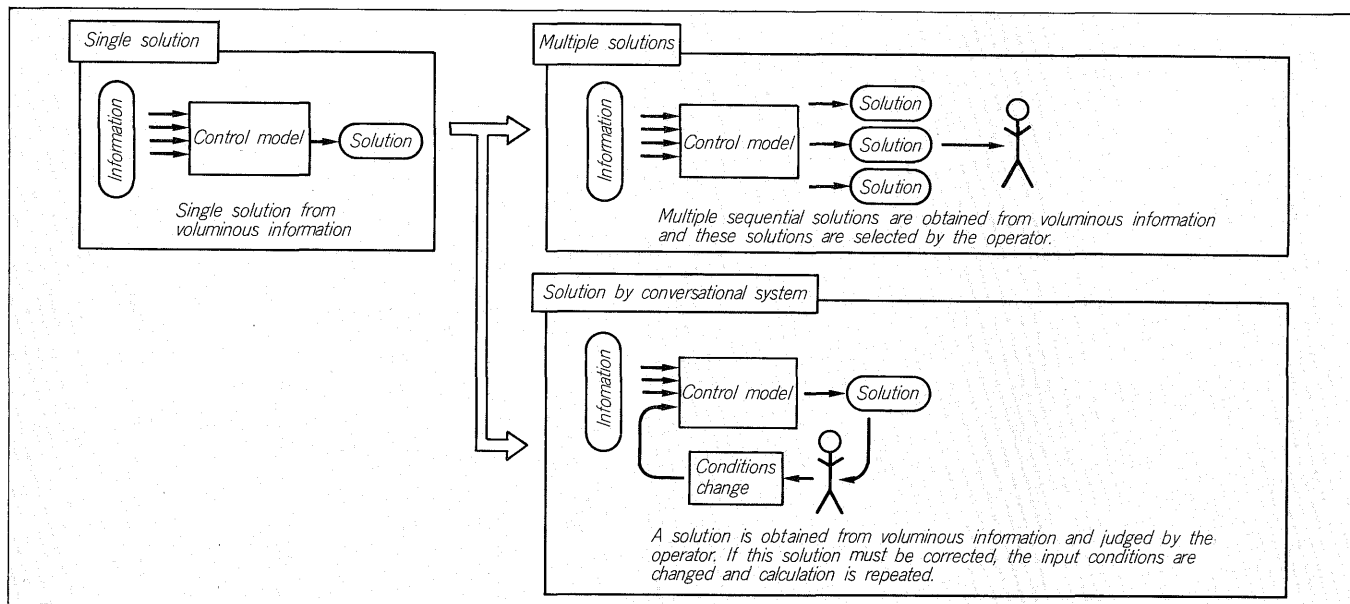 Single solution
Information
Control model
Solution
Single solution from
voluminous information
Multiple solutions
Information
Control model
Solution
Solution
Solution
Multiple sequential solutions are obtained from voluminous information
and these solutions are selected by the operator.
Solution by conversational system
Infomation
Control model
Solution
Conditions
change
A solution is obtained from voluminous information and judged by the
operator. If this solution must be corrected, the input conditions are
changed and calculation is repeated.